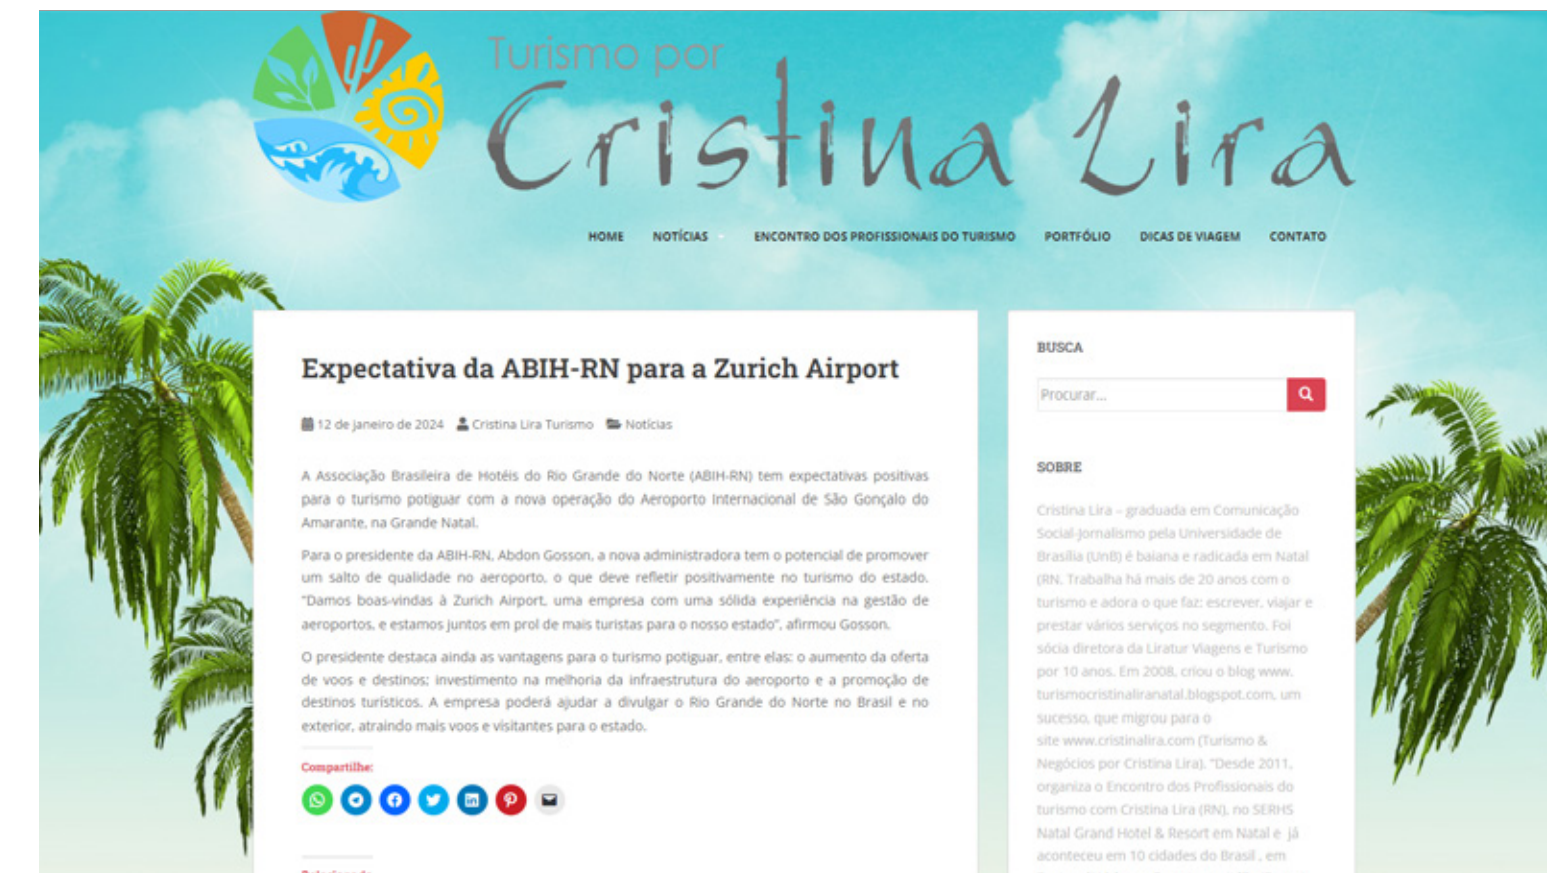 Turismo por
Cristina Lira
HOME NOTÍCIAS ENCONTRO DOS PROFISSIONAIS DO TURISMO PORTFÓLIO DICAS DE VIAGEM CONTATO
Expectativa da ABIH-RN para a Zurich Airport
12 de janeiro de 2024 Cristina Lira Turismo Notícias
A Associação Brasileira de Hotéis do Rio Grande do Norte (ABIH-RN) tem expectativas positivas
para o turismo potiguar com a nova operação do Aeroporto Internacional de São Gonçalo do
Amarante, na Grande Natal.
Para o presidente da ABIH-RN, Abdon Gosson, a nova administradora tem o potencial de promover
um salto de qualidade no aeroporto, o que deve refletir positivamente no turismo do estado.
“Damos boas-vindas à Zurich Airport, uma empresa com uma sólida experiência na gestão de
aeroportos, e estamos juntos em prol de mais turistas para o nosso estado”, afirmou Gosson.
O presidente destaca ainda as vantagens para o turismo potiguar, entre elas: o aumento da oferta
de voos e destinos; investimento na melhoria da infraestrutura do aeroporto e a promoção de
destinos turísticos. A empresa poderá ajudar a divulgar o Rio Grande do Norte no Brasil e no
exterior, atraindo mais voos e visitantes para o estado.
Compartilhe:
BUSCA
Procurar...
SOBRE
Cristina Lira – graduada em Comunicação
Social-Jornalismo pela Universidade de
Brasília (UnB) é baiana e radicada em Natal
(RN. Trabalha há mais de 20 anos com o
turismo e adora o que faz: escrever, viajar e
prestar vários serviços no segmento. Foi
sócia diretora da Liratur Viagens e Turismo
por 10 anos. Em 2008, criou o blog www.
turismocristinaliranatal.blogspot.com, um
sucesso, que migrou para o
site www.cristinalira.com (Turismo &
Negócios por Cristina Lira). "Desde 2011,
organiza o Encontro dos Profissionais do
turismo com Cristina Lira (RN), no SERHS
Natal Grand Hotel & Resort em Natal e já
aconteceu em 10 cidades do Brasil , em